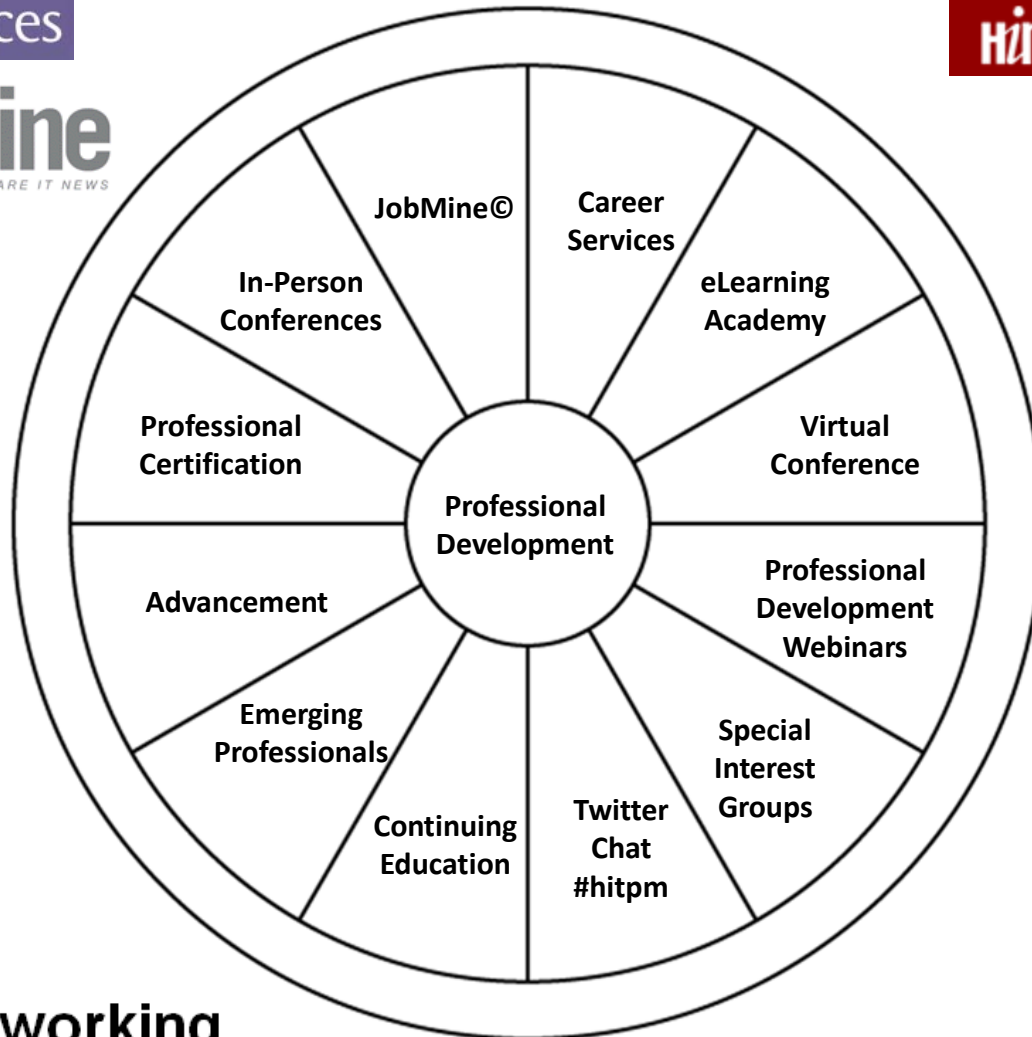 ces
ine
ARE IT NEWS
JobMine©
Career
Services
In-Person
Conferences
eLearning
Academy
Professional
Certification
Virtual
Conference
Professional
Development
Advancement
Professional
Development
Webinars
Emerging
Professionals
Special
Interest
Groups
Continuing
Education
Twitter
Chat
#hitpm
working